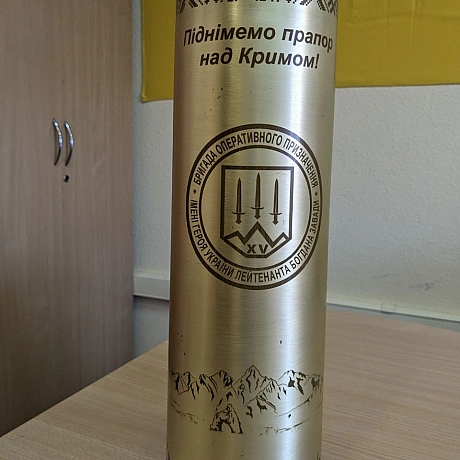 Піднімемо прапор
над Кримом!
• БРИГАДА ОПЕРАТИВНОГО ПРИЗНАЧЕННЯ •
ІМЕНІ ГЕРОЯ УКРАЇНИ ЛЕЙТЕНАНТА БОГДАНА ЗАВАДИ
XV